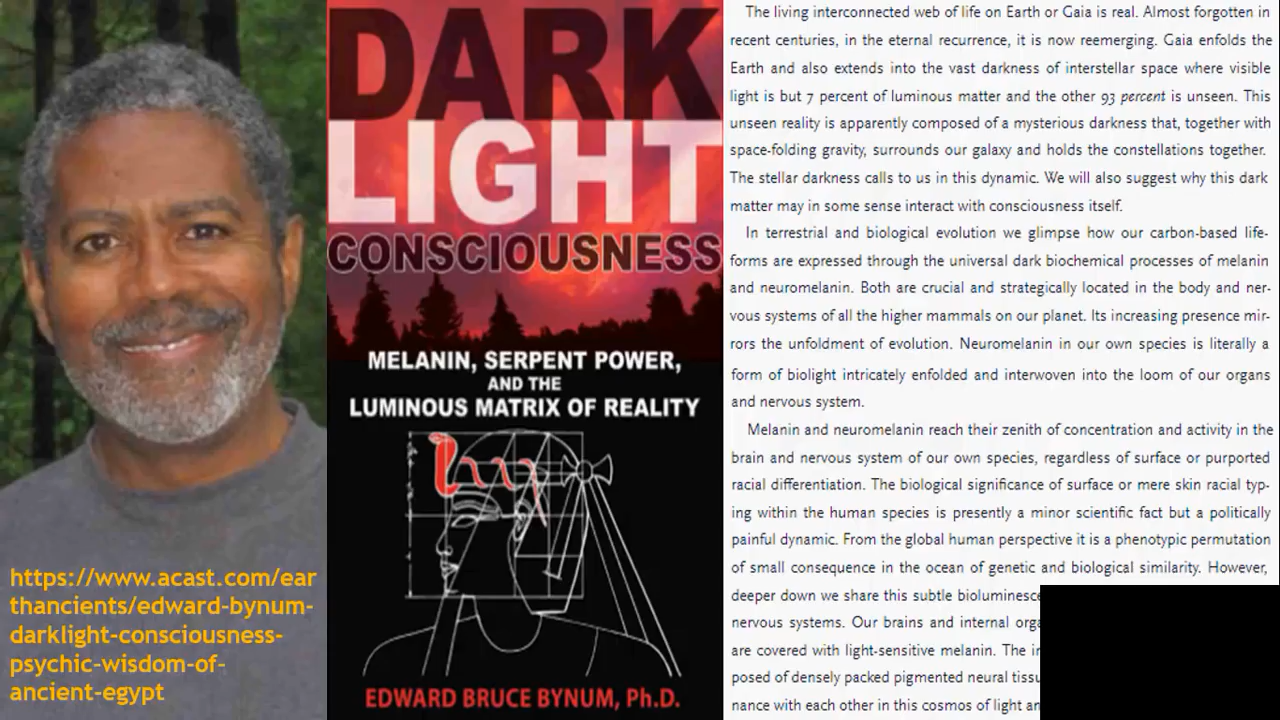 https://www.acast.com/ear
thancients/edward-bynum-
darklight-consciousness-
psychic-wisdom-of-
ancient-egypt
DARK
LIGHT
CONSCIOUSNESS
MELANIN, SERPENT POWER,
AND THE
LUMINOUS MATRIX OF REALITY
EDWARD BRUCE BYNUM, Ph.D.
The living interconnected web of life on Earth or Gaia is real. Almost forgotten in
recent centuries, in the eternal recurrence, it is now reemerging. Gaia enfolds the
Earth and also extends into the vast darkness of interstellar space where visible
light is but 7 percent of luminous matter and the other 93 percent is unseen. This
unseen reality is apparently composed of a mysterious darkness that, together with
space-folding gravity, surrounds our galaxy and holds the constellations together.
The stellar darkness calls to us in this dynamic. We will also suggest why this dark
matter may in some sense interact with consciousness itself.
In terrestrial and biological evolution we glimpse how our carbon-based life-
forms are expressed through the universal dark biochemical processes of melanin
and neuromelanin. Both are crucial and strategically located in the body and ner-
vous systems of all the higher mammals on our planet. Its increasing presence mir-
rors the unfoldment of evolution. Neuromelanin in our own species is literally a
form of biolight intricately enfolded and interwoven into the loom of our organs
and nervous system.
Melanin and neuromelanin reach their zenith of concentration and activity in the
brain and nervous system of our own species, regardless of surface or purported
racial differentiation. The biological significance of surface or mere skin racial typ-
ing within the human species is presently a minor scientific fact but a politically
painful dynamic. From the global human perspective it is a phenotypic permutation
of small consequence in the ocean of genetic and biological similarity. However,
deeper down we share this subtle bioluminesce
nervous systems. Our brains and internal orga
are covered with light-sensitive melanin. The in
posed of densely packed pigmented neural tissu
nance with each other in this cosmos of light an